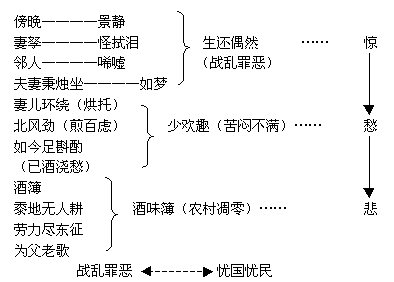 傍晚————景静
妻孥————怪拭泪
邻人————唏嘘
夫妻秉烛坐————如梦
生还偶然 …… 惊
(战乱罪恶)
妻儿环绕(烘托)
北风劲(煎百虑)
如今足斟酌
(已酒浇愁)
少欢趣(苦闷不满)…… 愁
酒簿
黍地无人耕
劳力尽东征
为父老歌
酒味簿(农村凋零)…… 悲
战乱罪恶 忧国忧民